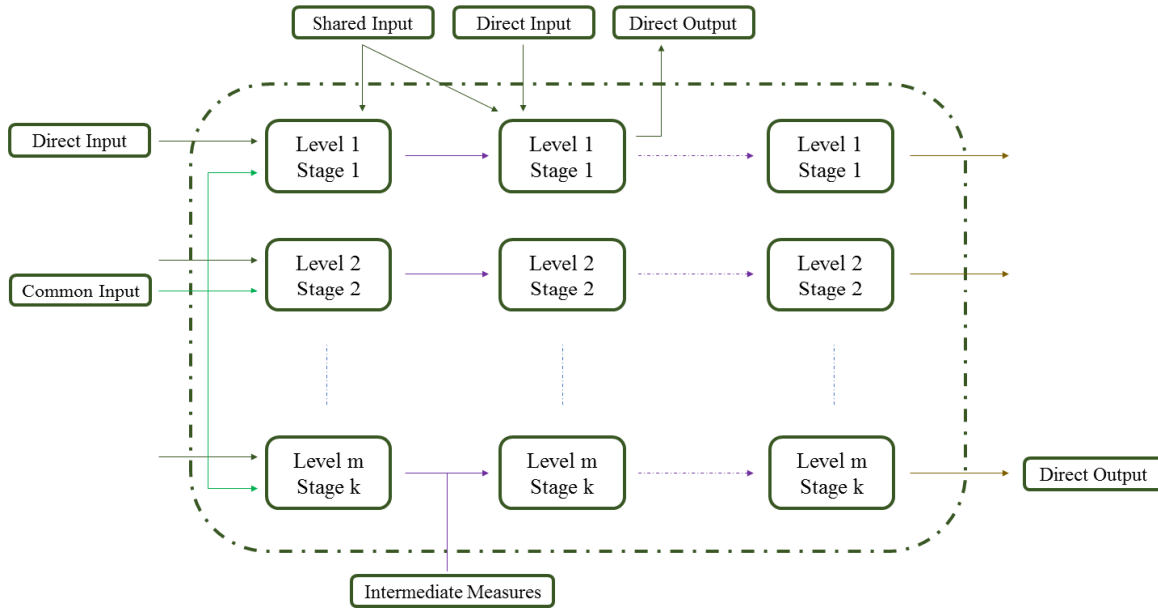 Shared Input
Direct Input
Direct Output
Direct Input
Level 1
Stage 1
Level 1
Stage 1
Level 1
Stage 1
Common Input
Level 2
Stage 2
Level 2
Stage 2
Level 2
Stage 2
Level m
Stage k
Level m
Stage k
Level m
Stage k
Direct Output
Intermediate Measures